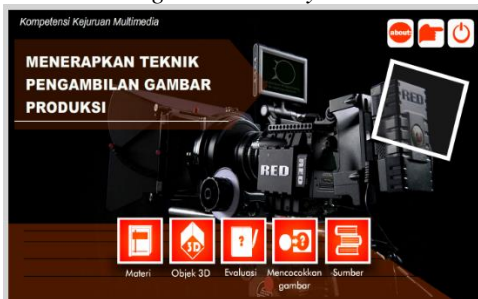 Kompetensi Kejuruan Multimedia
about
MENERAPKAN TEKNIK
PENGAMBILAN GAMBAR
PRODUKSI
RED
RED
RED
3D
Materi
Objek 3D
Evaluasi
Mencocokkan
gambar
Sumber